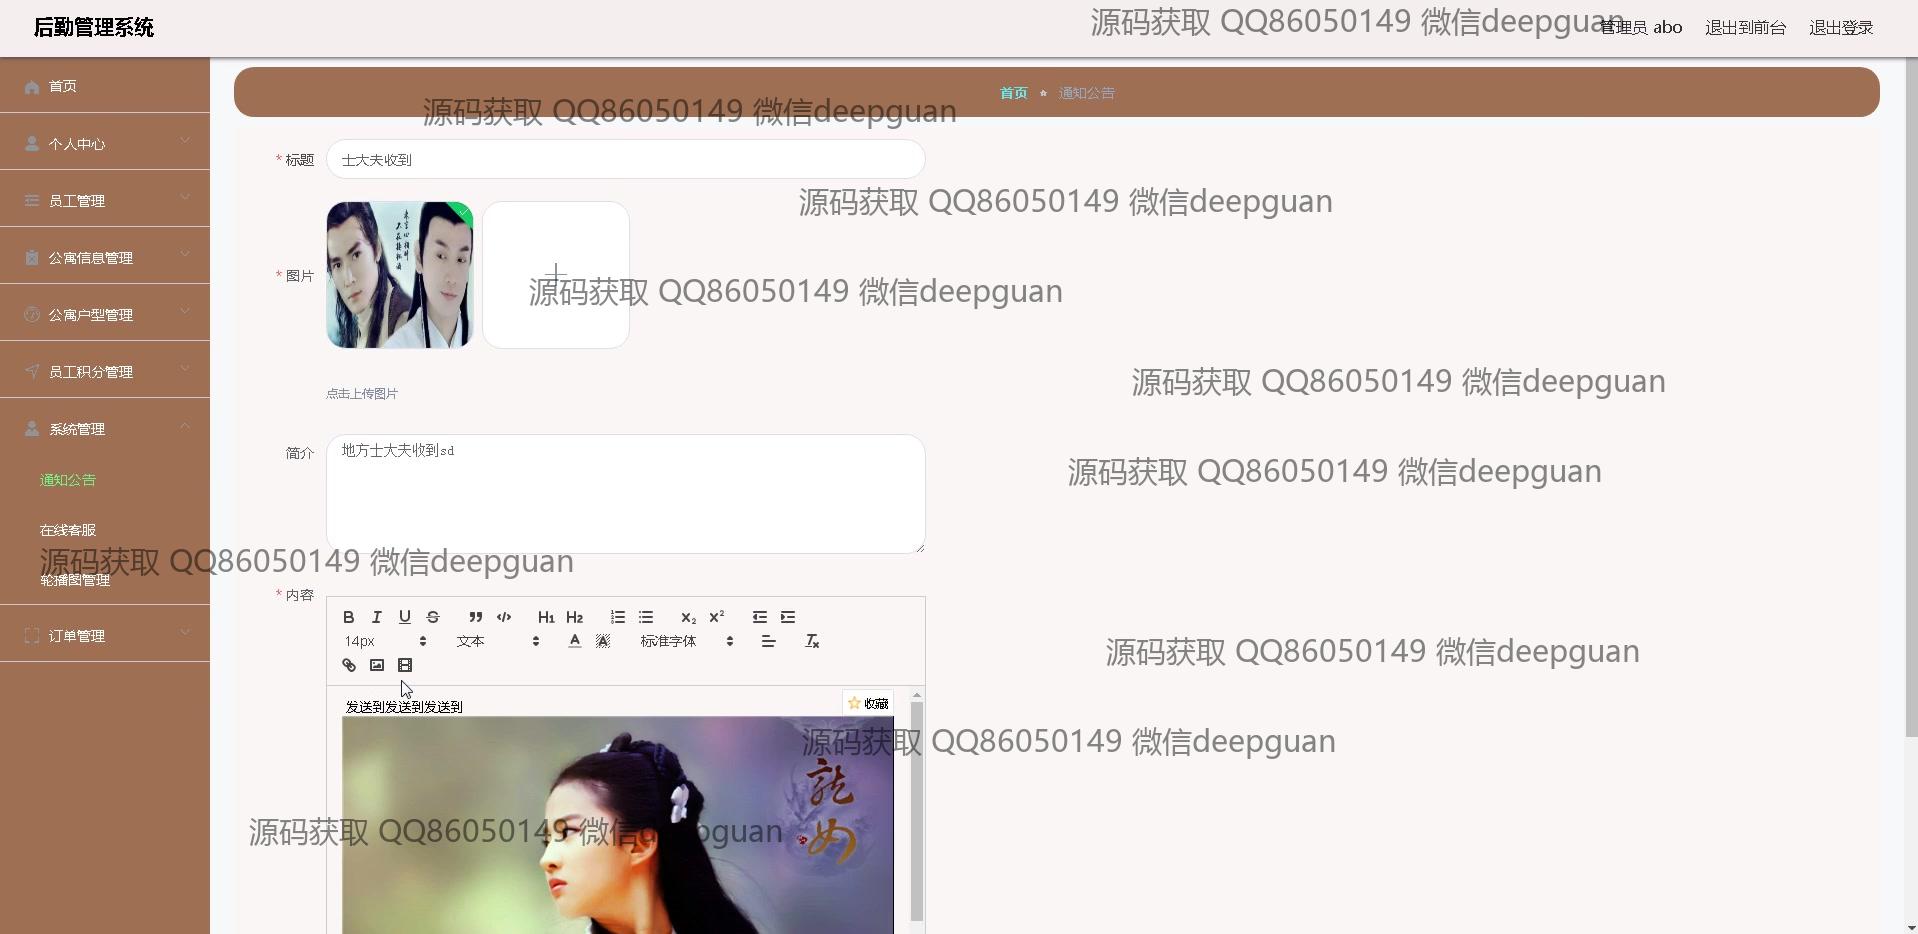 后勤管理系统
源码获取 QQ86050149 微信deepguan
管理员 abo
退出到前台
退出登录
首页
个人中心
员工管理
公寓信息管理
公寓户型管理
员工积分管理
系统管理
通知公告
在线客服
轮播图管理
订单管理
首页
通知公告
源码获取 QQ86050149 微信deepguan
* 标题
士大夫收到
源码获取 QQ86050149 微信deepguan
* 图片
源码获取 QQ86050149 微信deepguan
点击上传图片
源码获取 QQ86050149 微信deepguan
简介
地方士大夫收到sd
源码获取 QQ86050149 微信deepguan
源码获取 QQ86050149 微信deepguan
* 内容
B I U S H1 H2 X2 X2
14px 文本 A A 标准字体 Tx
源码获取 QQ86050149 微信deepguan
发送到发送到发送到
收藏
源码获取 QQ86050149 微信deepguan
源码获取 QQ86050149 微信deepguan